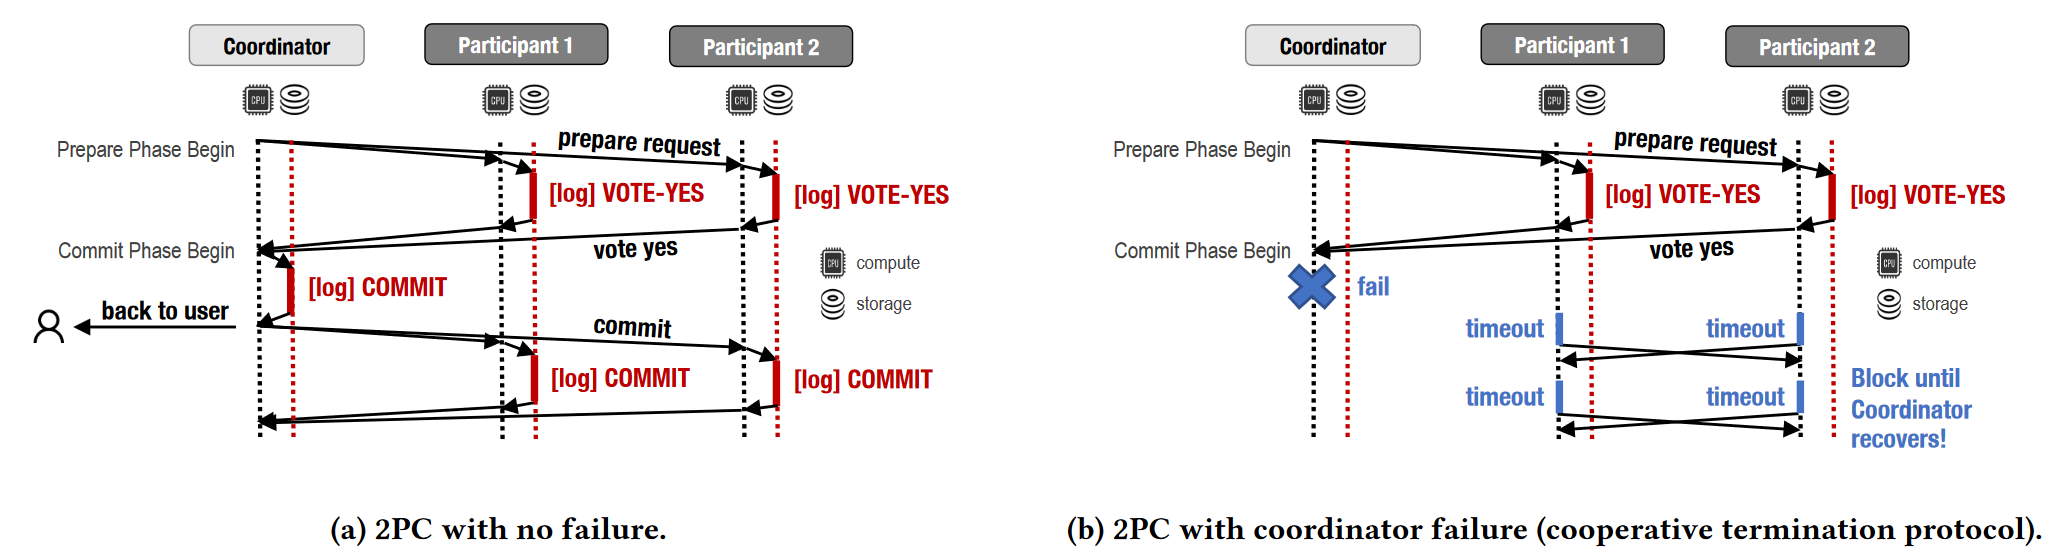 Coordinator
Participant 1
Participant 2
CPU
CPU
CPU
Prepare Phase Begin
prepare request
[log] VOTE-YES
[log] VOTE-YES
Commit Phase Begin
vote yes
CPU
compute
[log] COMMIT
storage
back to user
commit
[log] COMMIT
[log] COMMIT
(a) 2PC with no failure.
Coordinator
Participant 1
Participant 2
CPU
CPU
CPU
Prepare Phase Begin
prepare request
[log] VOTE-YES
[log] VOTE-YES
Commit Phase Begin
vote yes
CPU
compute
fail
storage
timeout
timeout
timeout
timeout
Block until
Coordinator
recovers!
(b) 2PC with coordinator failure (cooperative termination protocol).